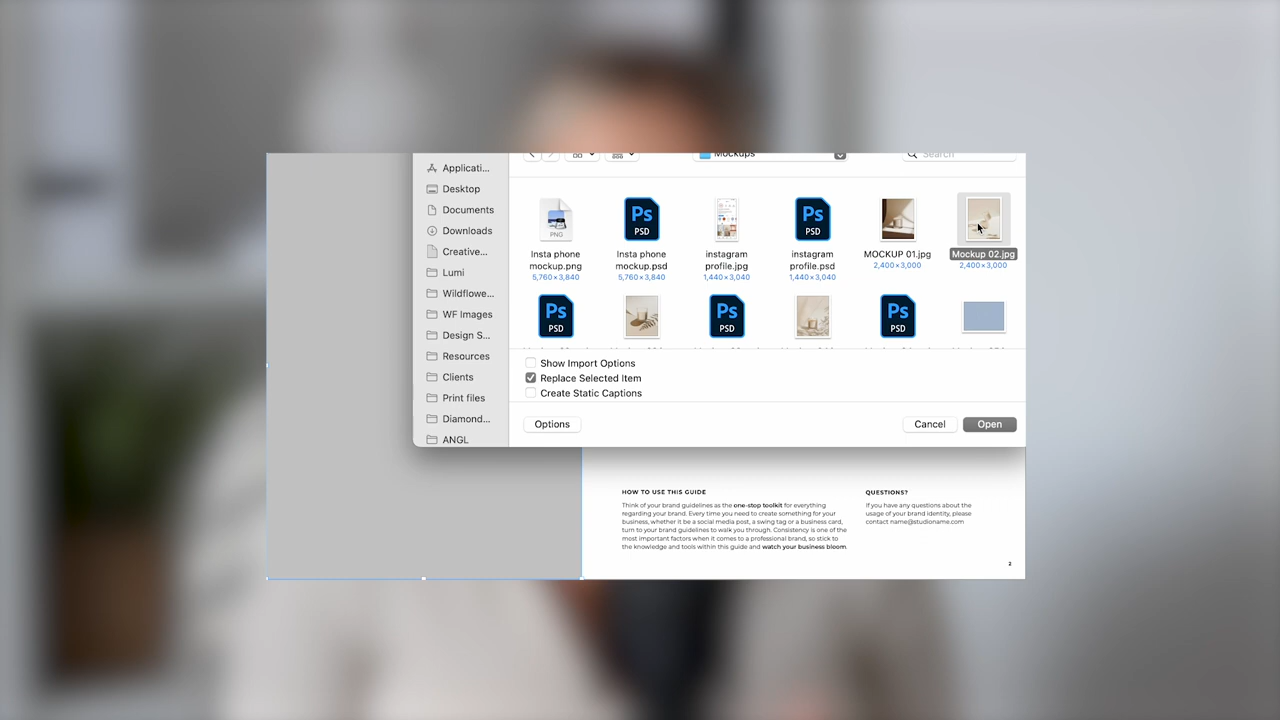 Mockups
Search
Applicati...
Desktop
Documents
Downloads
Creative...
Lumi
Wildflowe...
WF Images
Design S...
Resources
Clients
Print files
Diamond...
ANGL
PNG
Ps
PSD
Ps
PSD
Insta phone
mockup.png
5,760×3,840
Insta phone
mockup.psd
5,760×3,840
instagram
profile.jpg
1,440×3,040
instagram
profile.psd
1,440×3,040
MOCKUP 01.jpg
2,400×3,000
Mockup 02.jpg
2,400×3,000
Ps
PSD
Ps
PSD
Ps
PSD
Show Import Options
Replace Selected Item
Create Static Captions
Options
Cancel
Open
HOW TO USE THIS GUIDE
Think of your brand guidelines as the one-stop toolkit for everything
regarding your brand. Every time you need to create something for your
business, whether it be a social media post, a swing tag or a business card,
turn to your brand guidelines to walk you through. Consistency is one of the
most important factors when it comes to a professional brand, so stick to
the knowledge and tools within this guide and watch your business bloom.
QUESTIONS?
If you have any questions about the
usage of your brand identity, please
contact name@studioname.com
2